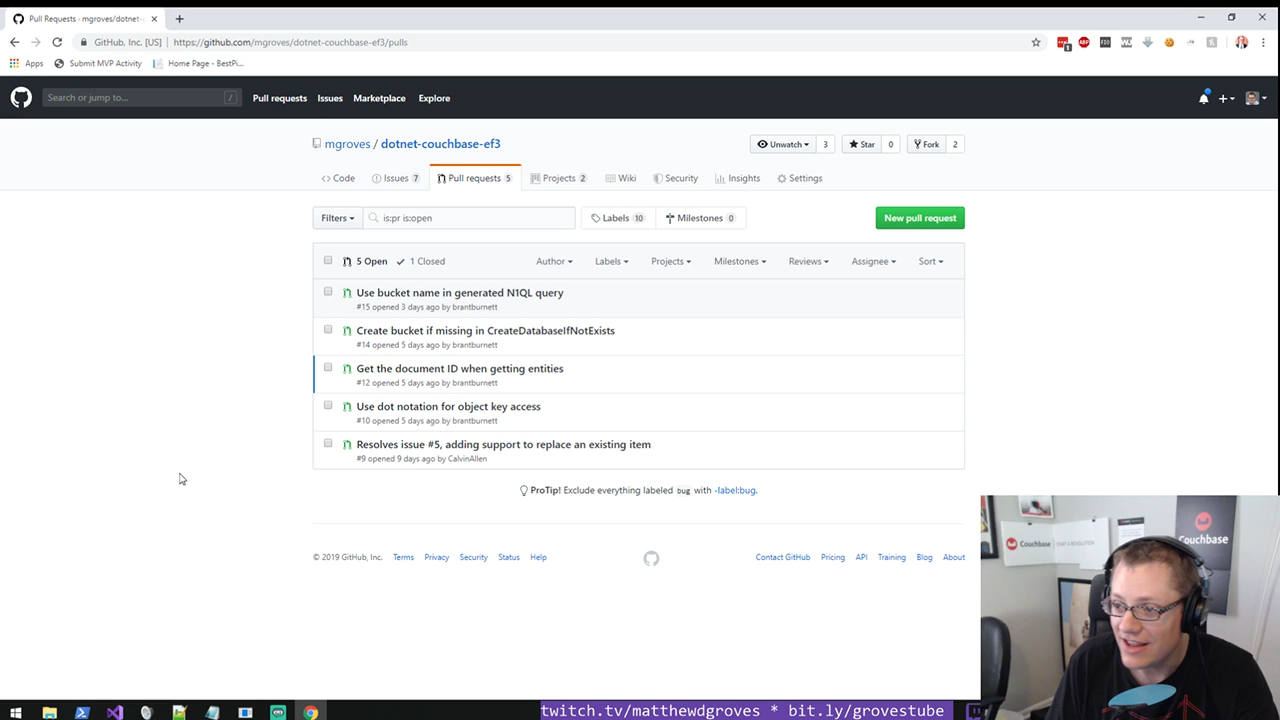 Pull Requests · mgroves/dotnet-
GitHub, Inc. [US]
https://github.com/mgroves/dotnet-couchbase-ef3/pulls
Apps
Submit MVP Activity
Home Page - BestPi...
Search or jump to...
/
Pull requests
Issues
Marketplace
Explore
mgroves / dotnet-couchbase-ef3
Unwatch 3
Star 0
Fork 2
Code
Issues 7
Pull requests 5
Projects 2
Wiki
Security
Insights
Settings
Filters
is:pr is:open
Labels 10
Milestones 0
New pull request
5 Open
1 Closed
Author
Labels
Projects
Milestones
Reviews
Assignee
Sort
Use bucket name in generated N1QL query
#15 opened 3 days ago by brantburnett
Create bucket if missing in CreateDatabaseIfNotExists
#14 opened 5 days ago by brantburnett
Get the document ID when getting entities
#12 opened 5 days ago by brantburnett
Use dot notation for object key access
#10 opened 5 days ago by brantburnett
Resolves issue #5, adding support to replace an existing item
#9 opened 9 days ago by CalvinAllen
ProTip! Exclude everything labeled bug with -label:bug.
© 2019 GitHub, Inc.
Terms
Privacy
Security
Status
Help
Contact GitHub
Pricing
API
Training
Blog
About
Couchbase
Couchbase
twitch.tv/matthewdgroves * bit.ly/grovestube